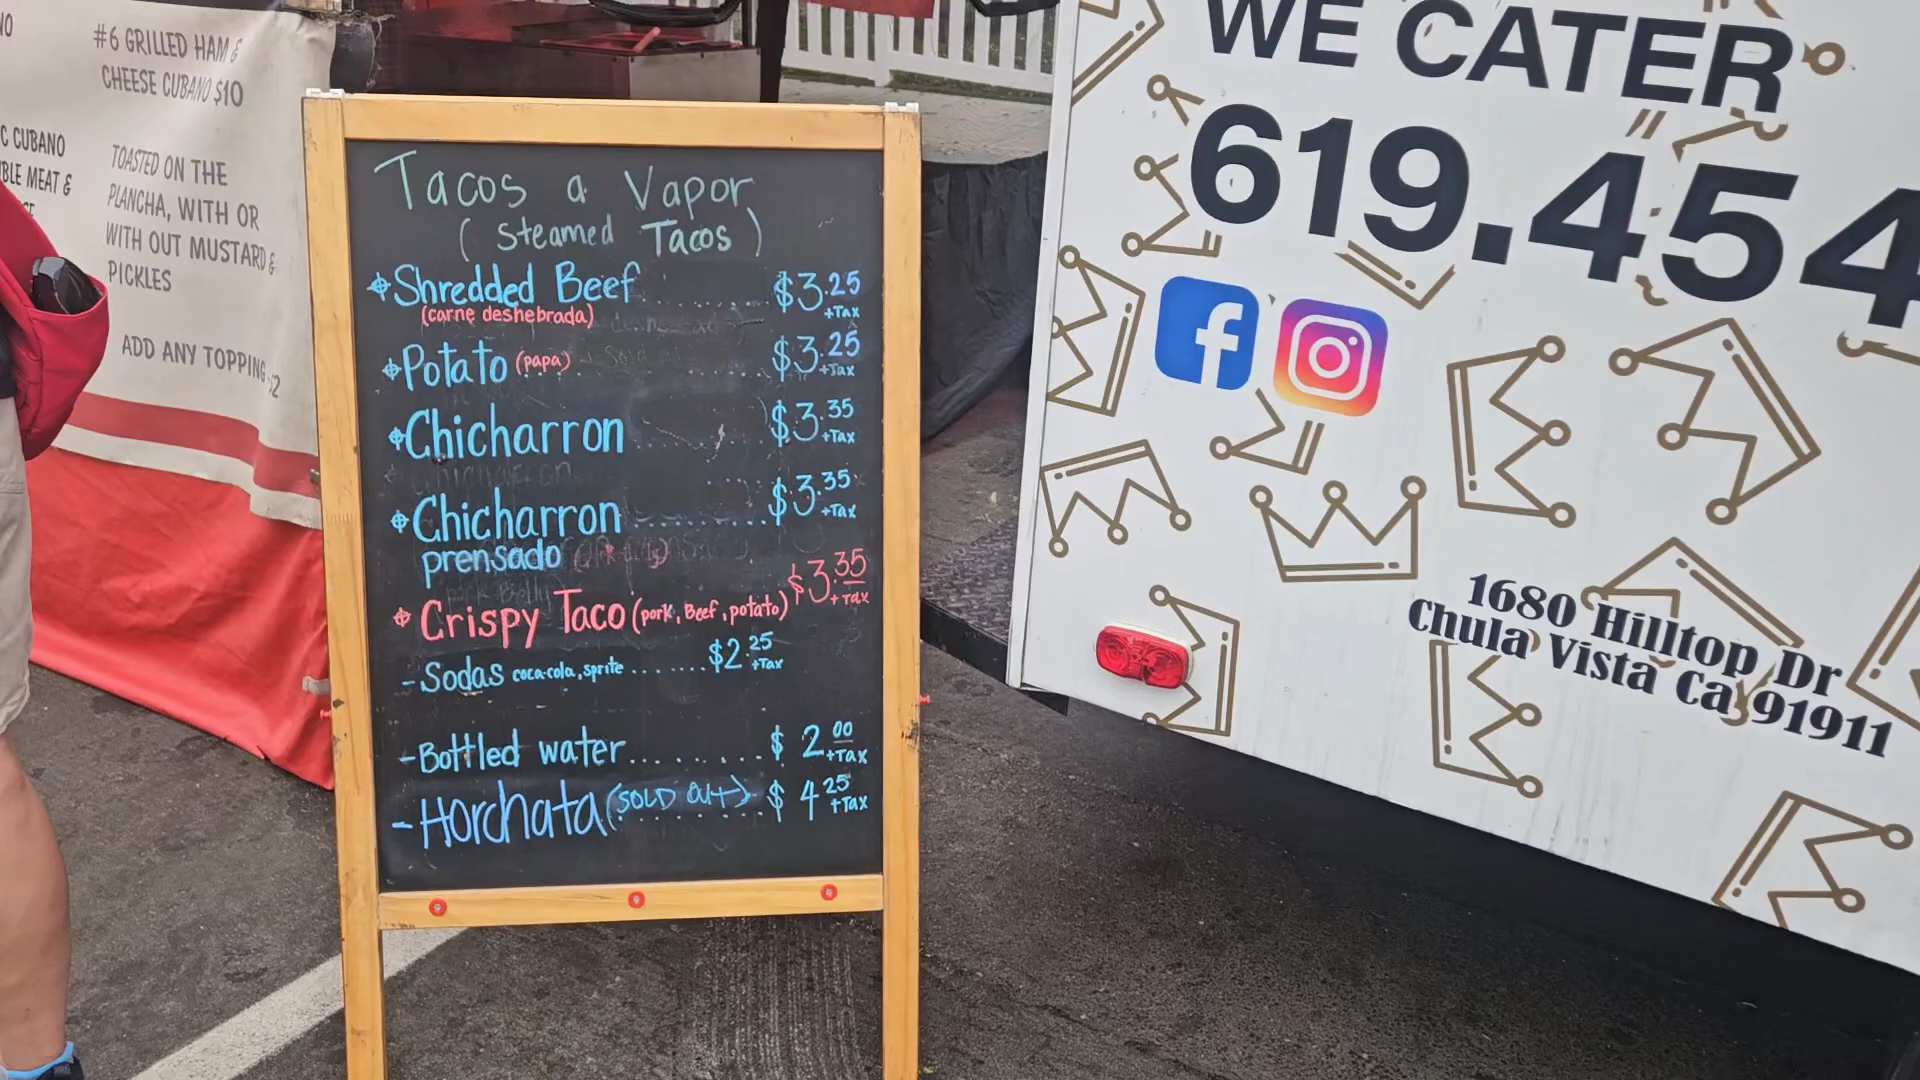 #6 GRILLED HAM &
CHEESE CUBANO $10
C CUBANO
BLE MEAT &
TOASTED ON THE
PLANCHA, WITH OR
WITH OUT MUSTARD &
PICKLES
ADD ANY TOPPING $2
Tacos a Vapor
(Steamed Tacos)
Shredded Beef ........ $3.25 +Tax
(carne deshebrada)
Potato (papa) ........ $3.25 +Tax
Chicharron ........ $3.35 +Tax
Chicharron ........ $3.35 +Tax
prensado
Crispy Taco (pork, Beef, potato) $3.35 +Tax
- Sodas coca-cola, sprite ....... $2.25 +Tax
- Bottled water ........ $2.00 +Tax
- Horchata (SOLD OUT) $4.25 +Tax
WE CATER
619.454
1680 Hilltop Dr
Chula Vista Ca 91911